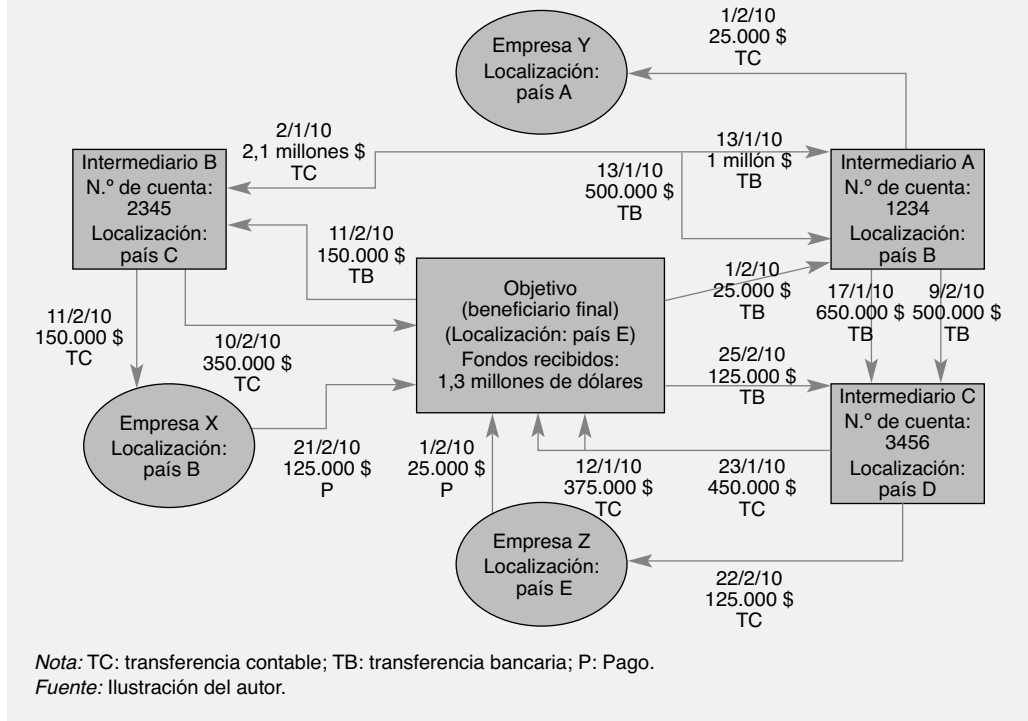 1/2/10
25.000 $
TC
Empresa Y
Localización:
país A
2/1/10
2,1 millones $
TC
13/1/10
1 millón $
TB
13/1/10
500.000 $
TB
Intermediario B
N.º de cuenta:
2345
Localización:
país C
Intermediario A
N.º de cuenta:
1234
Localización:
país B
11/2/10
150.000 $
TB
Objetivo
(beneficiario final)
(Localización: país E)
Fondos recibidos:
1,3 millones de dólares
1/2/10
25.000 $
TB
17/1/10
650.000 $
TB
9/2/10
500.000 $
TB
11/2/10
150.000 $
TC
10/2/10
350.000 $
TC
25/2/10
125.000 $
TB
Empresa X
Localización:
país B
Intermediario C
N.º de cuenta:
3456
Localización:
país D
21/2/10
125.000 $
P
1/2/10
25.000 $
P
12/1/10
375.000 $
TC
23/1/10
450.000 $
TC
Empresa Z
Localización:
país E
22/2/10
125.000 $
TC
Nota: TC: transferencia contable; TB: transferencia bancaria; P: Pago.
Fuente: Ilustración del autor.